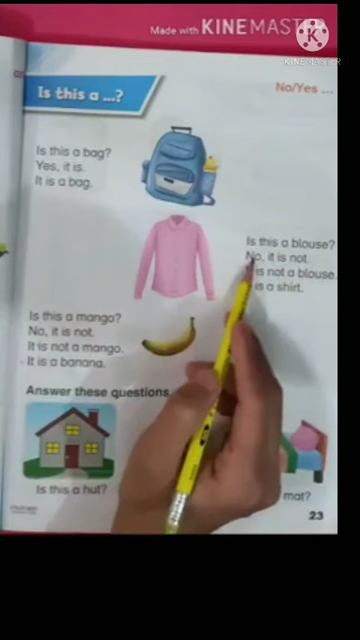 Made with KINEMASTER
KINEMASTER
Is this a ...?
No/Yes ...
Is this a bag?
Yes, it is.
It is a bag.
Is this a blouse?
No, it is not.
is not a blouse.
is a shirt.
Is this a mango?
No, it is not.
It is not a mango.
It is a banana.
Answer these questions.
Is this a hut?
mat?
23